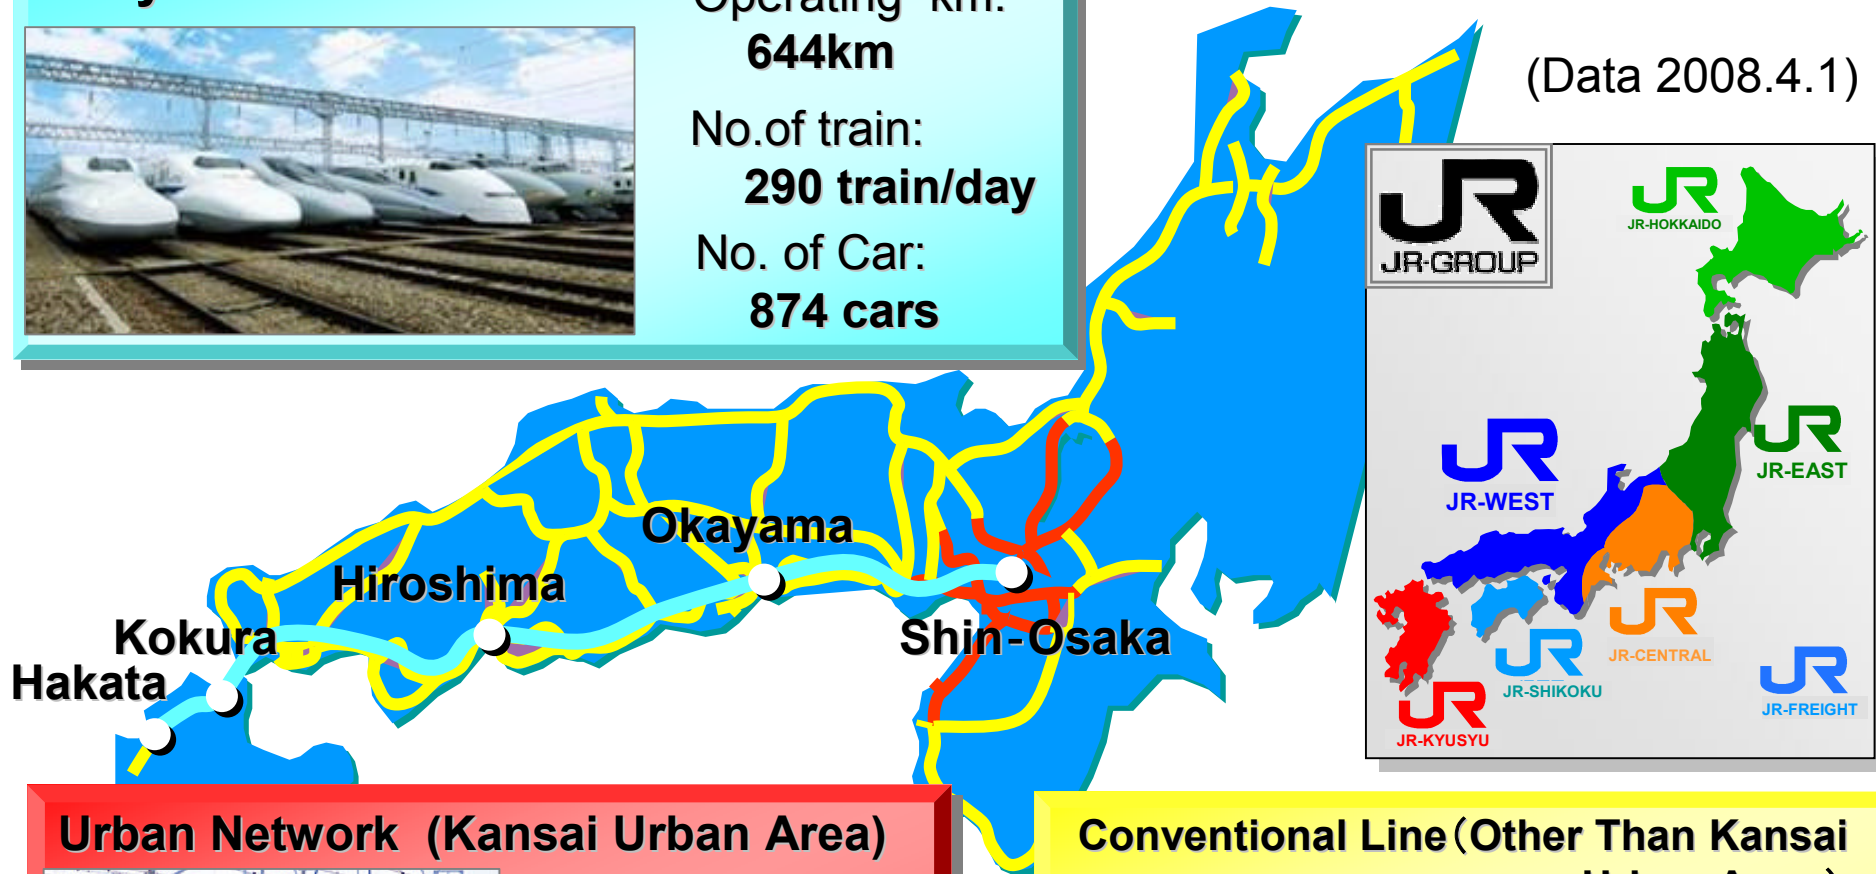 Operating km:
644km
No.of train:
290 train/day
No. of Car:
874 cars
(Data 2008.4.1)
JR
JR-GROUP
JR
JR-HOKKAIDO
JR
JR-EAST
JR
JR-WEST
JR
JR-CENTRAL
JR
JR-SHIKOKU
JR
JR-FREIGHT
JR
JR-KYUSYU
Okayama
Hiroshima
Kokura
Hakata
Shin-Osaka
Urban Network (Kansai Urban Area)
Conventional Line（Other Than Kansai